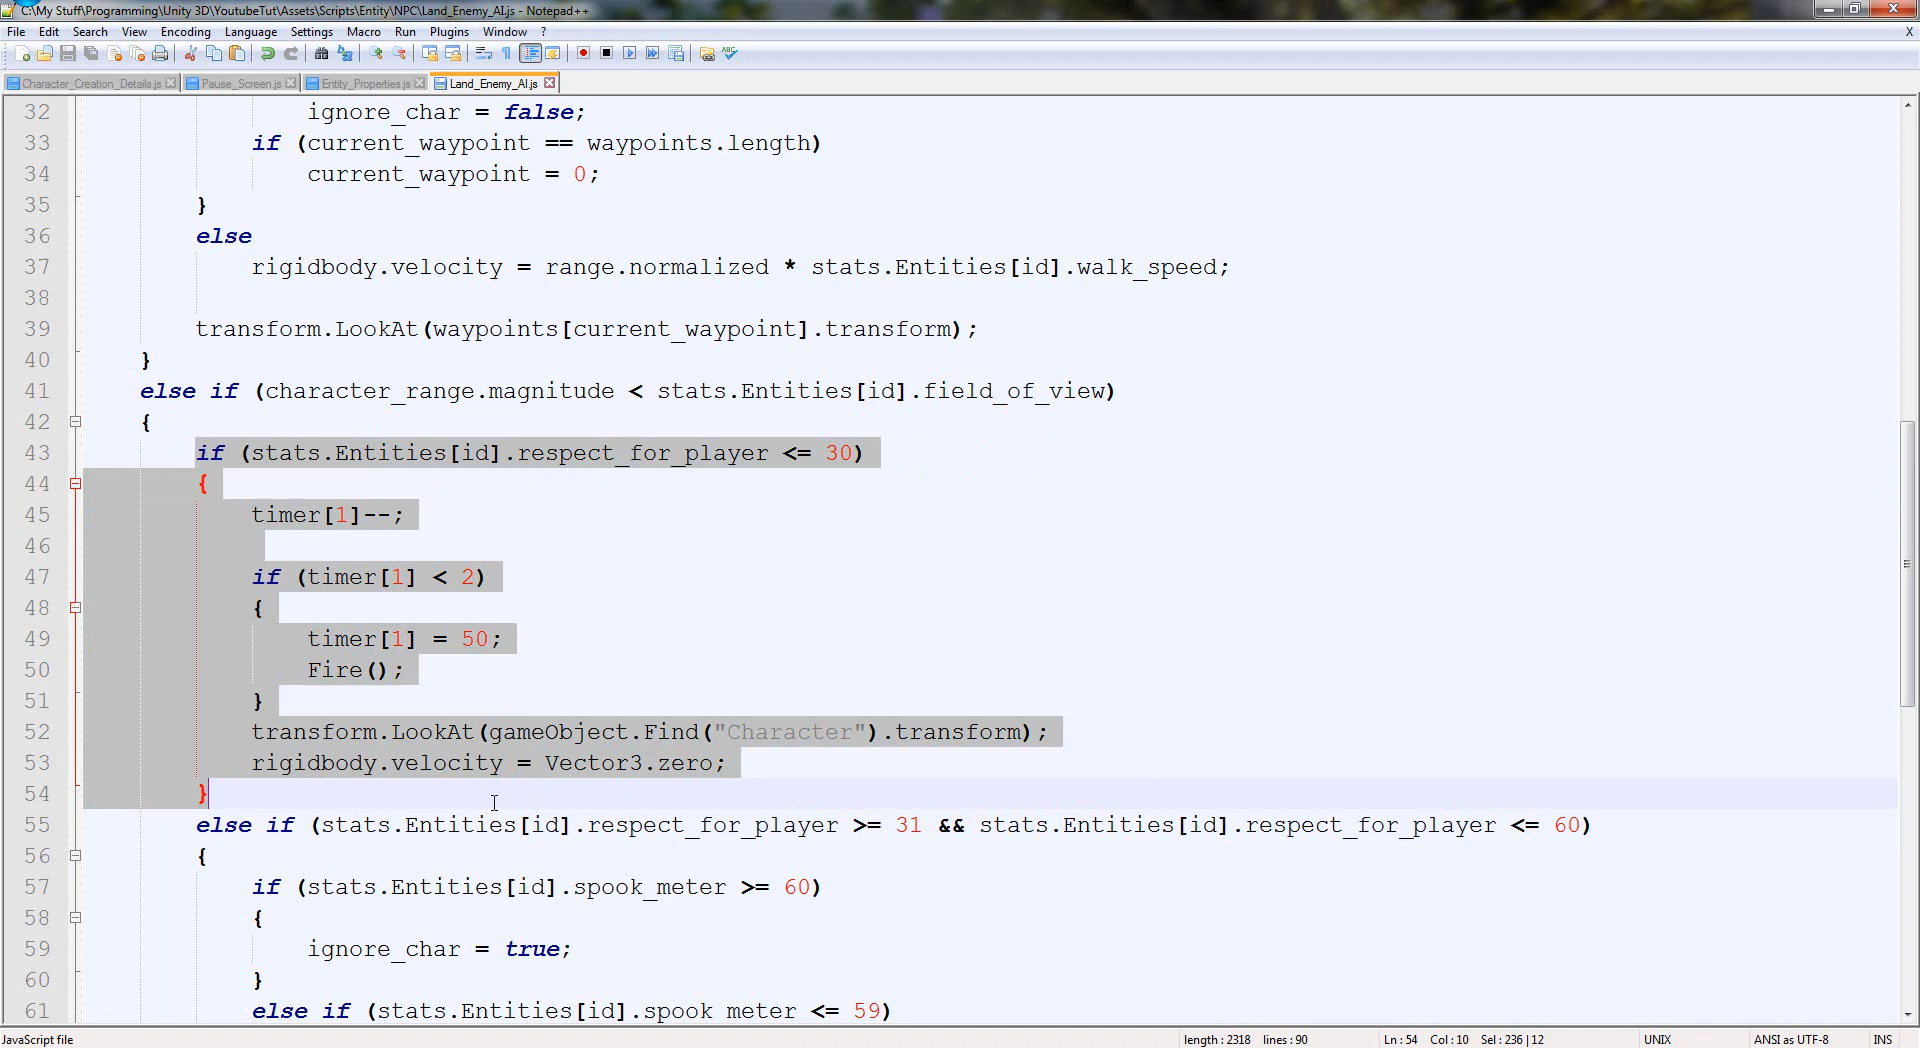 C:\My Stuff\Programming\Unity 3D\YoutubeTut\Assets\Scripts\Entity\NPC\Land_Enemy_AI.js - Notepad++
File Edit Search View Encoding Language Settings Macro Run Plugins Window ? X
Character_Creation_Details.js Pause_Screen.js Entity_Properties.js Land_Enemy_AI.js
32 ignore_char = false;
33 if (current_waypoint == waypoints.length)
34 current_waypoint = 0;
35 }
36 else
37 rigidbody.velocity = range.normalized * stats.Entities[id].walk_speed;
38
39 transform.LookAt(waypoints[current_waypoint].transform);
40 }
41 else if (character_range.magnitude < stats.Entities[id].field_of_view)
42 {
43 if (stats.Entities[id].respect_for_player <= 30)
44 {
45 timer[1]--;
46
47 if (timer[1] < 2)
48 {
49 timer[1] = 50;
50 Fire();
51 }
52 transform.LookAt(gameObject.Find("Character").transform);
53 rigidbody.velocity = Vector3.zero;
54 }
55 else if (stats.Entities[id].respect_for_player >= 31 && stats.Entities[id].respect_for_player <= 60)
56 {
57 if (stats.Entities[id].spook_meter >= 60)
58 {
59 ignore_char = true;
60 }
61 else if (stats.Entities[id].spook_meter <= 59)
JavaScript file length : 2318 lines : 90 Ln : 54 Col : 10 Sel : 236 | 12 UNIX ANSI as UTF-8 INS